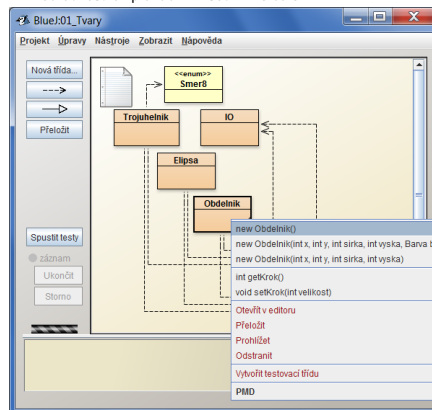 BlueJ:01_Tvary
Projekt Úpravy Nástroje Zobrazit Nápověda
Nová třída...
--->
Přeložit
Spustit testy
záznam
Ukončit
Storno
<<enum>>
Smer8
Trojuhelnik
IO
Elipsa
Obdelnik
new Obdelnik()
new Obdelnik(int x, int y, int sirka, int vyska, Barva b
new Obdelnik(int x, int y, int sirka, int vyska)
int getKrok()
void setKrok(int velikost)
Otevřít v editoru
Přeložit
Prohlížet
Odstranit
Vytvořit testovací třídu
PMD